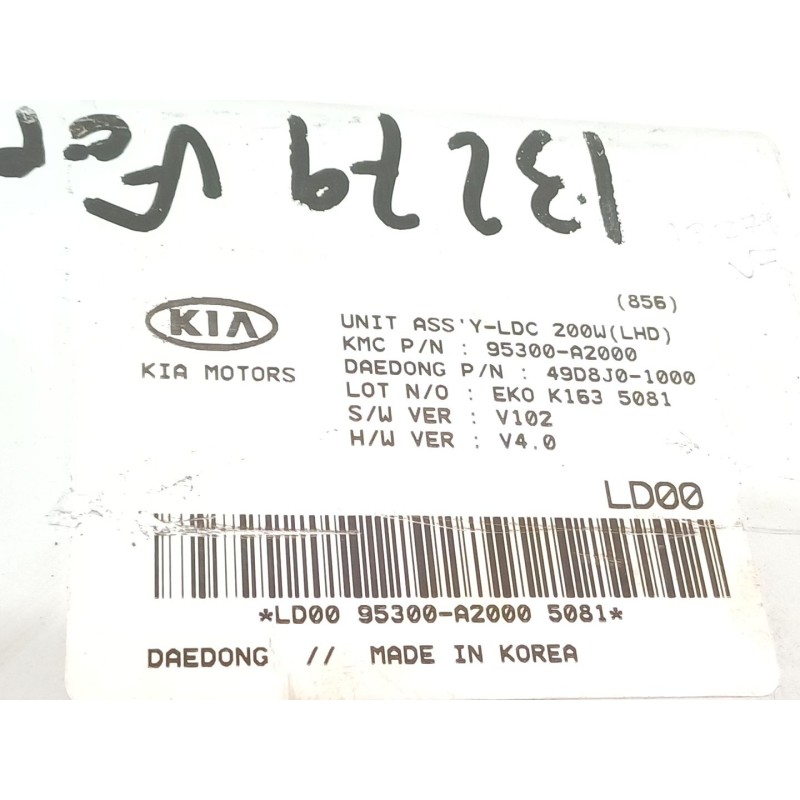 13279 Fer
(856)
KIA
KIA MOTORS
UNIT ASS'Y-LDC 200W(LHD)
KMC P/N : 95300-A2000
DAEDONG P/N : 49D8J0-1000
LOT N/O : EKO K163 5081
S/W VER : V102
H/W VER : V4.0
LD00
*LD00 95300-A2000 5081*
DAEDONG // MADE IN KOREA